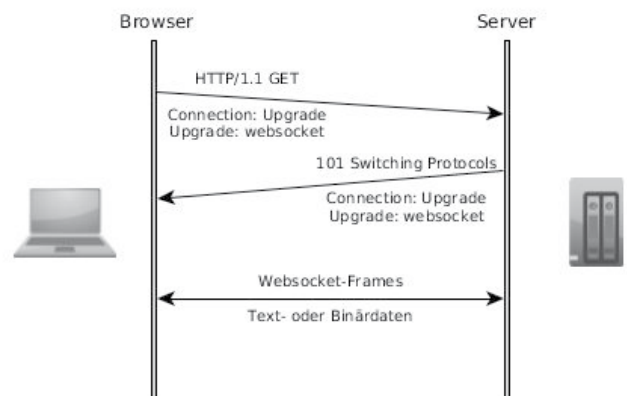 Browser
Server
HTTP/1.1 GET
Connection: Upgrade
Upgrade: websocket
101 Switching Protocols
Connection: Upgrade
Upgrade: websocket
Websocket-Frames
Text- oder Binärdaten